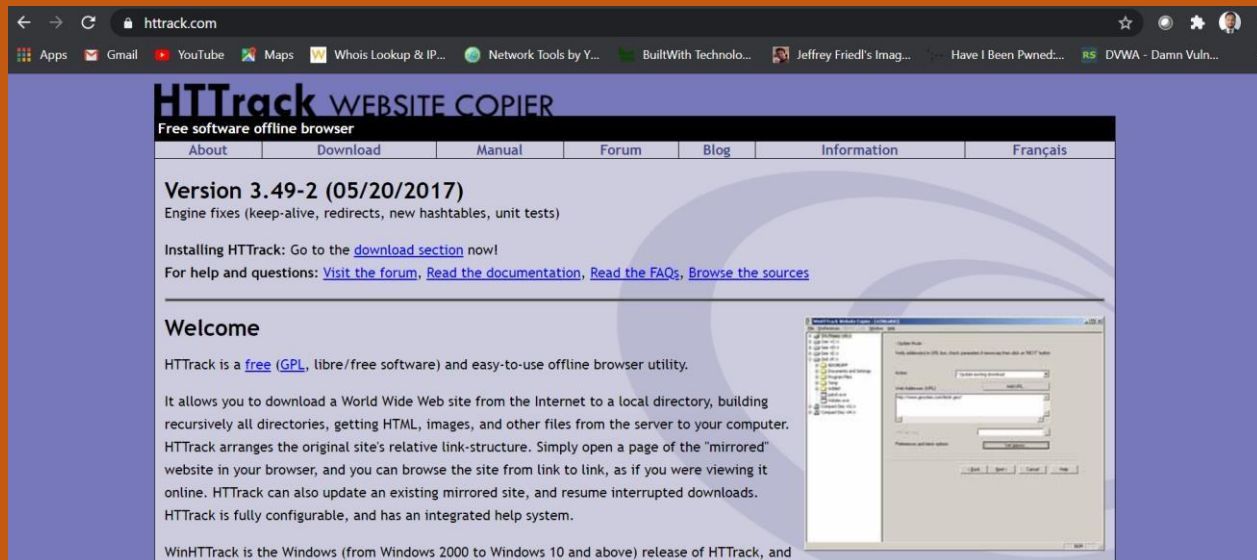 httrack.com
Apps Gmail YouTube Maps Whois Lookup & IP... Network Tools by Y... BuiltWith Technolo... Jeffrey Friedl's Imag... Have I Been Pwned:... RS DVWA - Damn Vuln...
HTTrack WEBSITE COPIER
Free software offline browser
About Download Manual Forum Blog Information Français
Version 3.49-2 (05/20/2017)
Engine fixes (keep-alive, redirects, new hashtables, unit tests)
Installing HTTrack: Go to the download section now!
For help and questions: Visit the forum, Read the documentation, Read the FAQs, Browse the sources
Welcome
HTTrack is a free (GPL, libre/free software) and easy-to-use offline browser utility.
It allows you to download a World Wide Web site from the Internet to a local directory, building
recursively all directories, getting HTML, images, and other files from the server to your computer.
HTTrack arranges the original site's relative link-structure. Simply open a page of the "mirrored"
website in your browser, and you can browse the site from link to link, as if you were viewing it
online. HTTrack can also update an existing mirrored site, and resume interrupted downloads.
HTTrack is fully configurable, and has an integrated help system.
WinHTTrack is the Windows (from Windows 2000 to Windows 10 and above) release of HTTrack, and